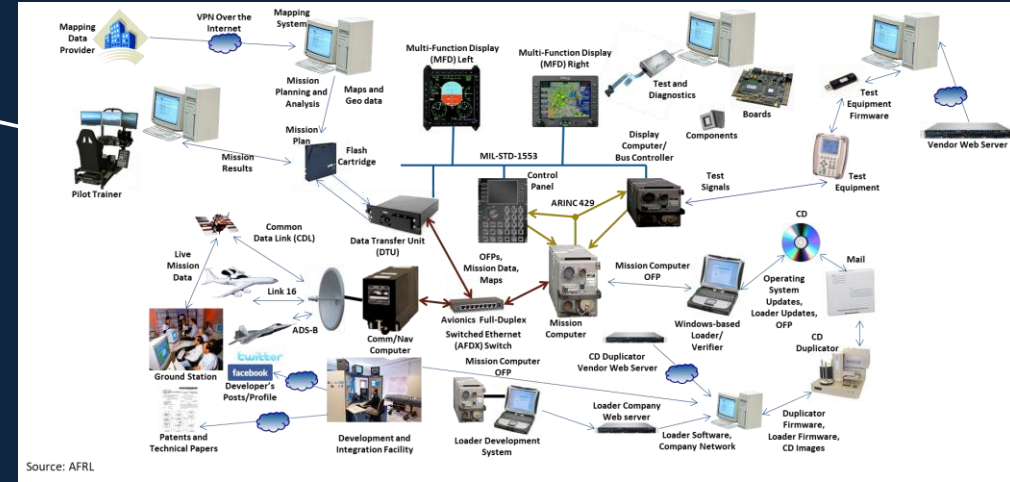 Mapping
Data
Provider
VPN Over the
Internet
Mapping
System
Mission
Planning and
Analysis
Maps and
Geo data
Mission
Plan
Flash
Cartridge
Mission
Results
Pilot Trainer
Multi-Function Display
(MFD) Left
Multi-Function Display
(MFD) Right
Test and
Diagnostics
Boards
Components
Test
Equipment
Firmware
Vendor Web Server
MIL-STD-1553
Display
Computer/
Bus Controller
Control
Panel
ARINC 429
Test
Signals
Test
Equipment
Common
Data Link (CDL)
Data Transfer Unit
(DTU)
OFPs,
Mission Data,
Maps
Live
Mission
Data
Link 16
ADS-B
Ground Station
Comm/Nav
Computer
Avionics Full-Duplex
Switched Ethernet
(AFDX) Switch
Mission
Computer
Mission Computer
OFP
Windows-based
Loader/
Verifier
CD
Operating
System
Updates,
Loader Updates,
OFP
Mail
CD
Duplicator
CD Duplicator
Vendor Web Server
twitter
facebook
Developer's
Posts/Profile
Patents and
Technical Papers
Development and
Integration Facility
Mission Computer
OFP
Loader Development
System
Loader Company
Web server
Loader Software,
Company Network
Duplicator
Firmware,
Loader Firmware,
CD Images
Source: AFRL